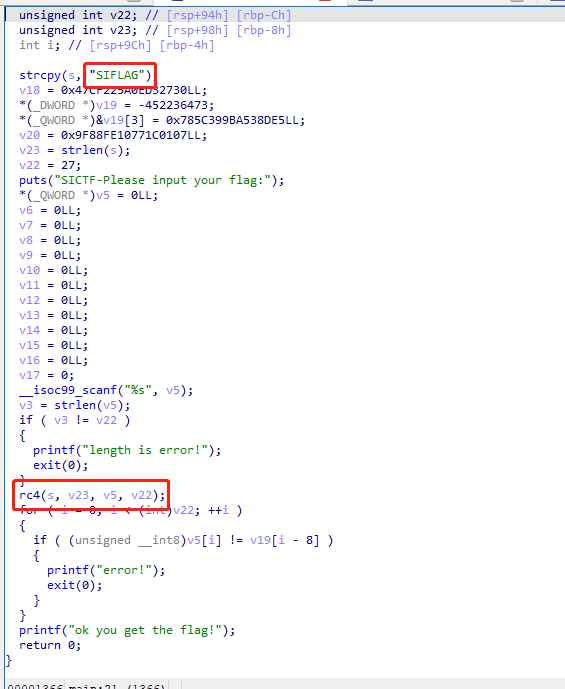 unsigned int v22; // [rsp+94h] [rbp-Ch]
unsigned int v23; // [rsp+98h] [rbp-8h]
int i; // [rsp+9Ch] [rbp-4h]
strcpy(s, "SIFLAG")
v18 = 0x47CF225A0ED32730LL;
*(_DWORD *)v19 = -452236473;
*(_QWORD *)&v19[3] = 0x785C399BA538DE5LL;
v20 = 0x9F88FE10771C0107LL;
v23 = strlen(s);
v22 = 27;
puts("SICTF-Please input your flag:");
*(_QWORD *)v5 = 0LL;
v6 = 0LL;
v7 = 0LL;
v8 = 0LL;
v9 = 0LL;
v10 = 0LL;
v11 = 0LL;
v12 = 0LL;
v13 = 0LL;
v14 = 0LL;
v15 = 0LL;
v16 = 0LL;
v17 = 0;
__isoc99_scanf("%s", v5);
v3 = strlen(v5);
if ( v3 != v22 )
{
printf("length is error!");
exit(0);
}
rc4(s, v23, v5, v22);
for ( i = 0; i < (int)v22; ++i )
{
if ( (unsigned __int8)v5[i] != v19[i - 8] )
{
printf("error!");
exit(0);
}
}
printf("ok you get the flag!");
return 0;
}